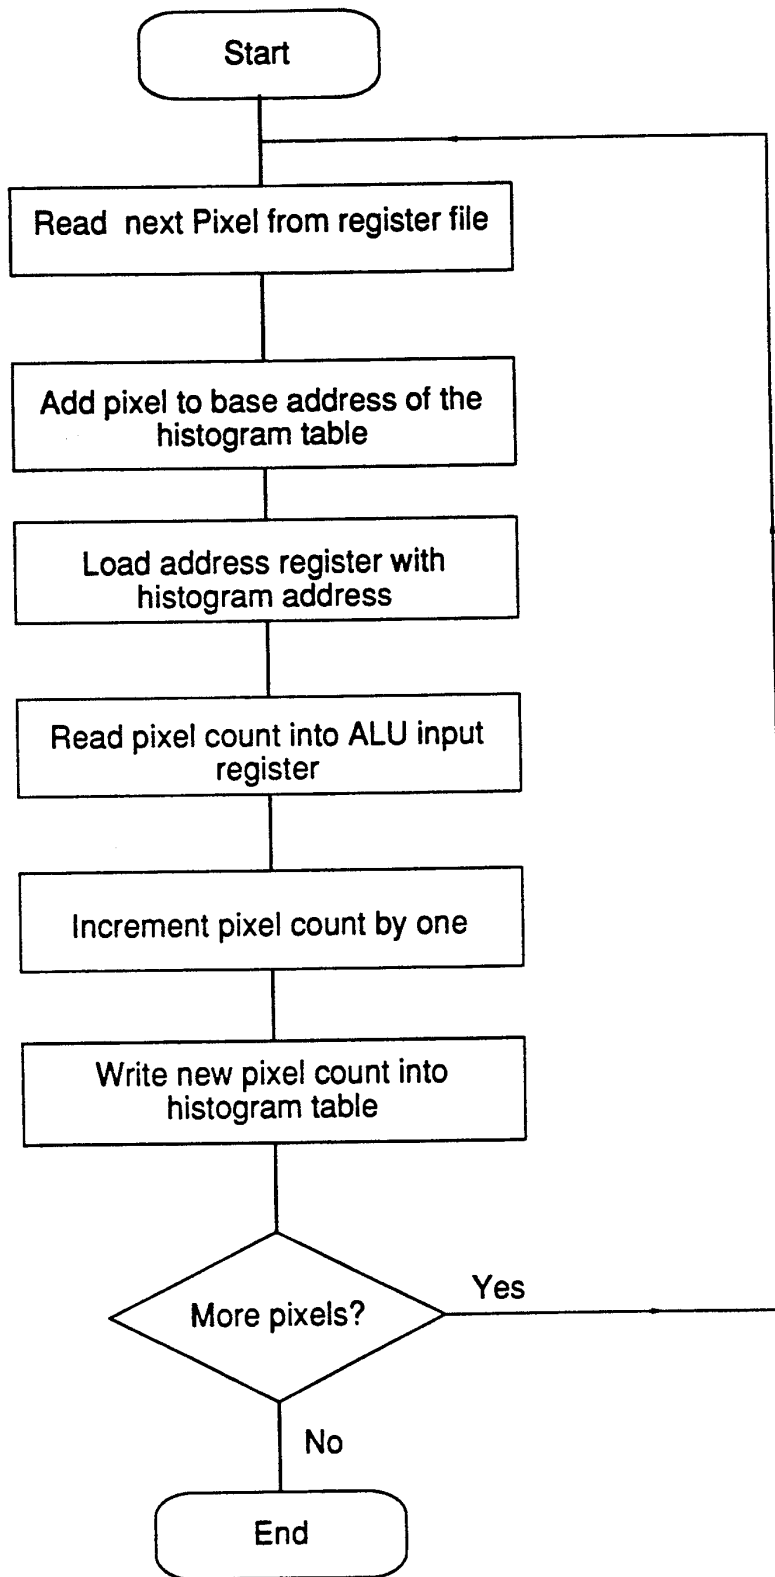 Start
Read next Pixel from register file
Add pixel to base address of the
histogram table
Load address register with
histogram address
Read pixel count into ALU input
register
Increment pixel count by one
Write new pixel count into
histogram table
More pixels?
Yes
No
End